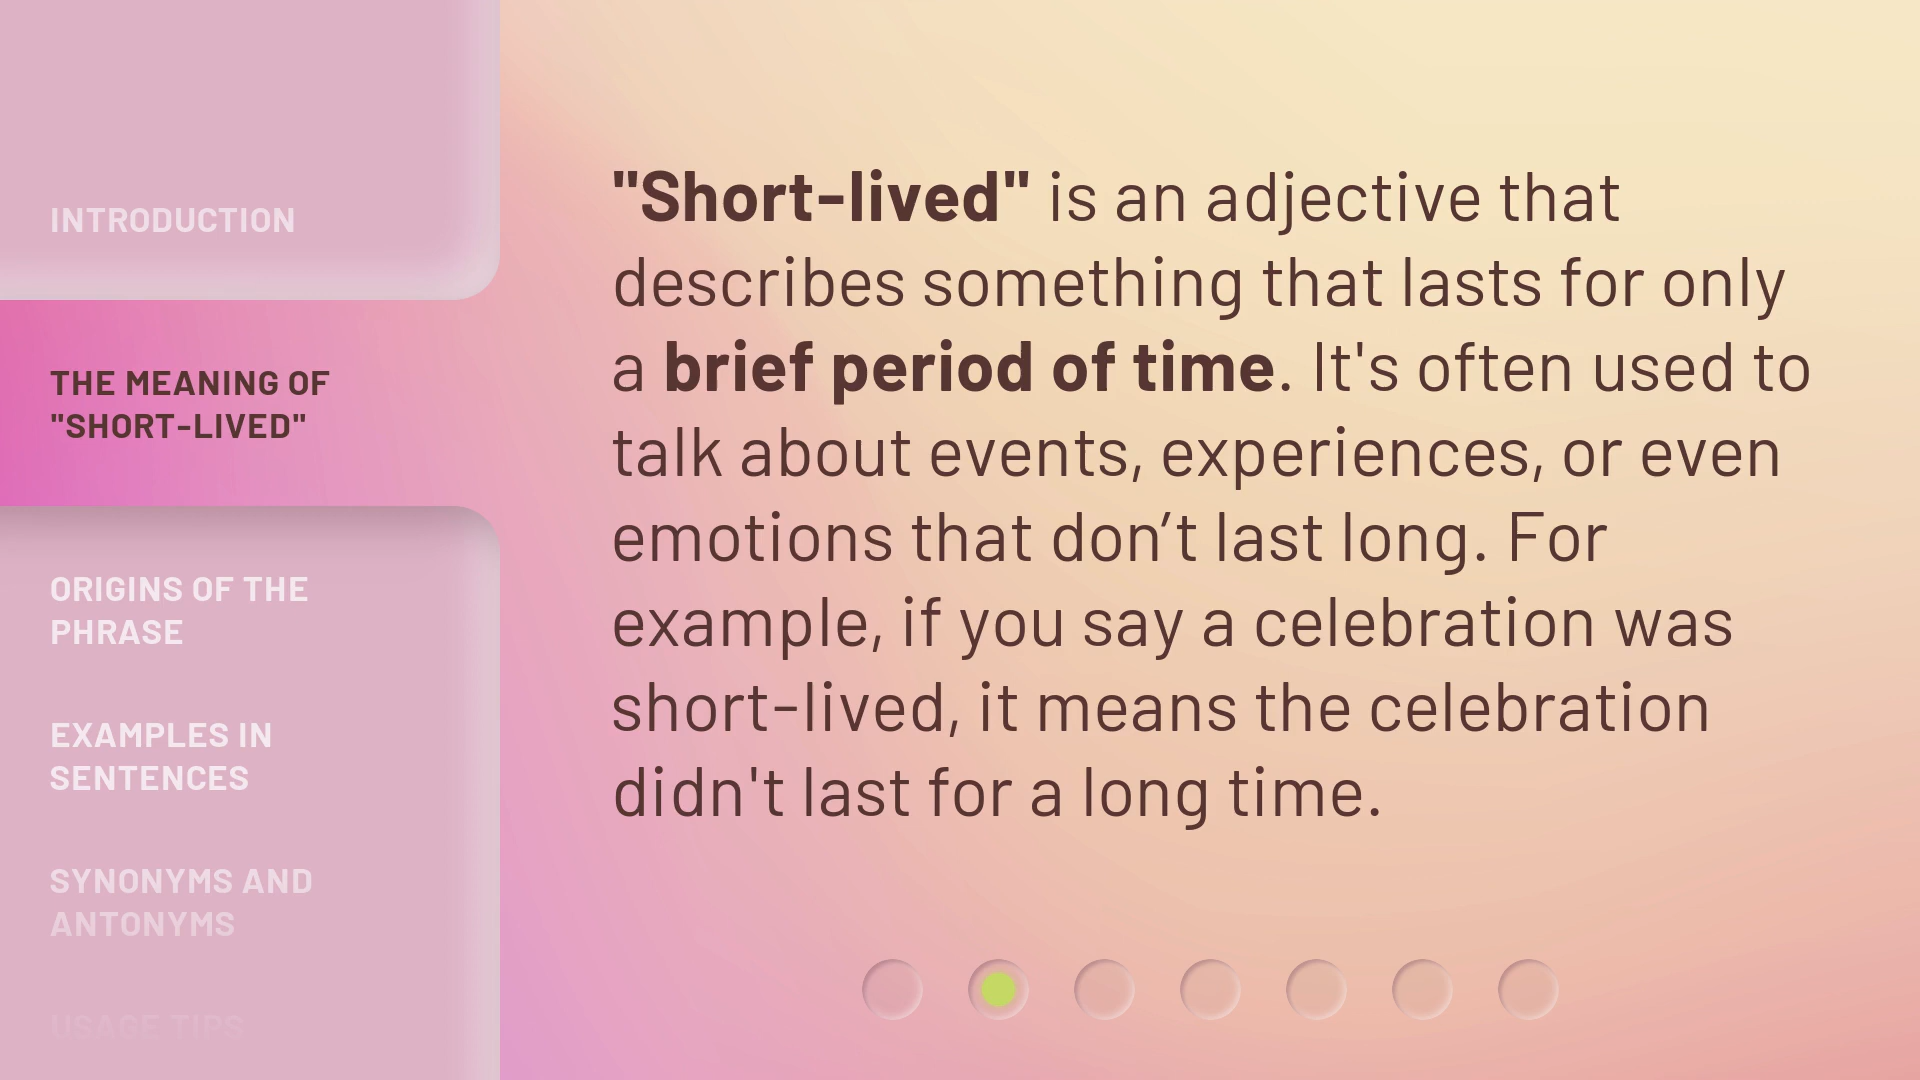 INTRODUCTION
THE MEANING OF
"SHORT-LIVED"
ORIGINS OF THE
PHRASE
EXAMPLES IN
SENTENCES
SYNONYMS AND
ANTONYMS
USAGE TIPS
"Short-lived" is an adjective that
describes something that lasts for only
a brief period of time. It's often used to
talk about events, experiences, or even
emotions that don’t last long. For
example, if you say a celebration was
short-lived, it means the celebration
didn't last for a long time.